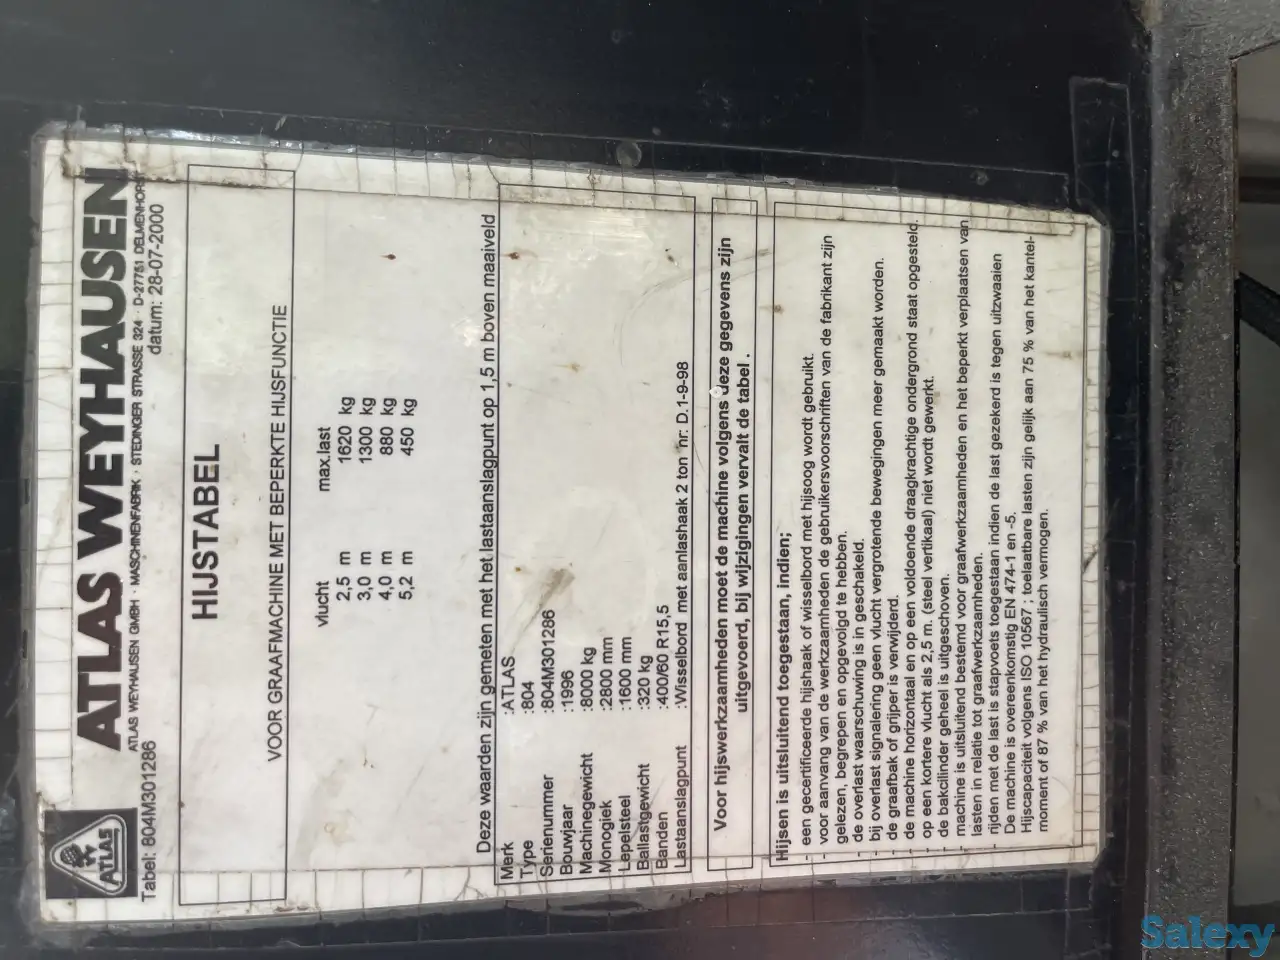 ATLAS
ATLAS WEYHAUSEN
ATLAS WEYHAUSEN GMBH · MASCHINENFABRIK · STEDINGER STRASSE 324 · D-27751 DELMENHORST
Tabel: 804M301286 datum: 28-07-2000
HIJSTABEL
VOOR GRAAFMACHINE MET BEPERKTE HIJSFUNCTIE
vlucht max.last
2,5 m 1620 kg
3,0 m 1300 kg
4,0 m 880 kg
5,2 m 450 kg
Deze waarden zijn gemeten met het lastaanslagpunt op 1,5 m boven maaiveld
Merk :ATLAS
Type :804
Serienummer :804M301286
Bouwjaar :1996
Machinegewicht :8000 kg
Monogiek :2800 mm
Lepelsteel :1600 mm
Ballastgewicht :320 kg
Banden :400/60 R15,5
Lastaanslagpunt :Wisselbord met aanlashaak 2 ton nr: D.1-9-98
Voor hijswerkzaamheden moet de machine volgens deze gegevens zijn
uitgevoerd, bij wijzigingen vervalt de tabel .
Hijsen is uitsluitend toegestaan, indien;
- een gecertificeerde hijshaak of wisselbord met hijsoog wordt gebruikt.
- voor aanvang van de werkzaamheden de gebruikersvoorschriften van de fabrikant zijn
gelezen, begrepen en opgevolgd te hebben.
- de overlast waarschuwing is in geschakeld.
- bij overlast signalering geen vlucht vergrotende bewegingen meer gemaakt worden.
- de graafbak of grijper is verwijderd.
- de machine horizontaal en op een voldoende draagkrachtige ondergrond staat opgesteld.
- op een kortere vlucht als 2,5 m. (steel vertikaal) niet wordt gewerkt.
- de bakcilinder geheel is uitgeschoven.
- machine is uitsluitend bestemd voor graafwerkzaamheden en het beperkt verplaatsen van
lasten in relatie tot graafwerkzaamheden.
- rijden met de last is stapvoets toegestaan indien de last gezekerd is tegen uitzwaaien
- De machine is overeenkomstig EN 474-1 en -5.
- Hijscapaciteit volgens ISO 10567 ; toelaatbare lasten zijn gelijk aan 75 % van het kantel-
moment of 87 % van het hydraulisch vermogen.
Salexy